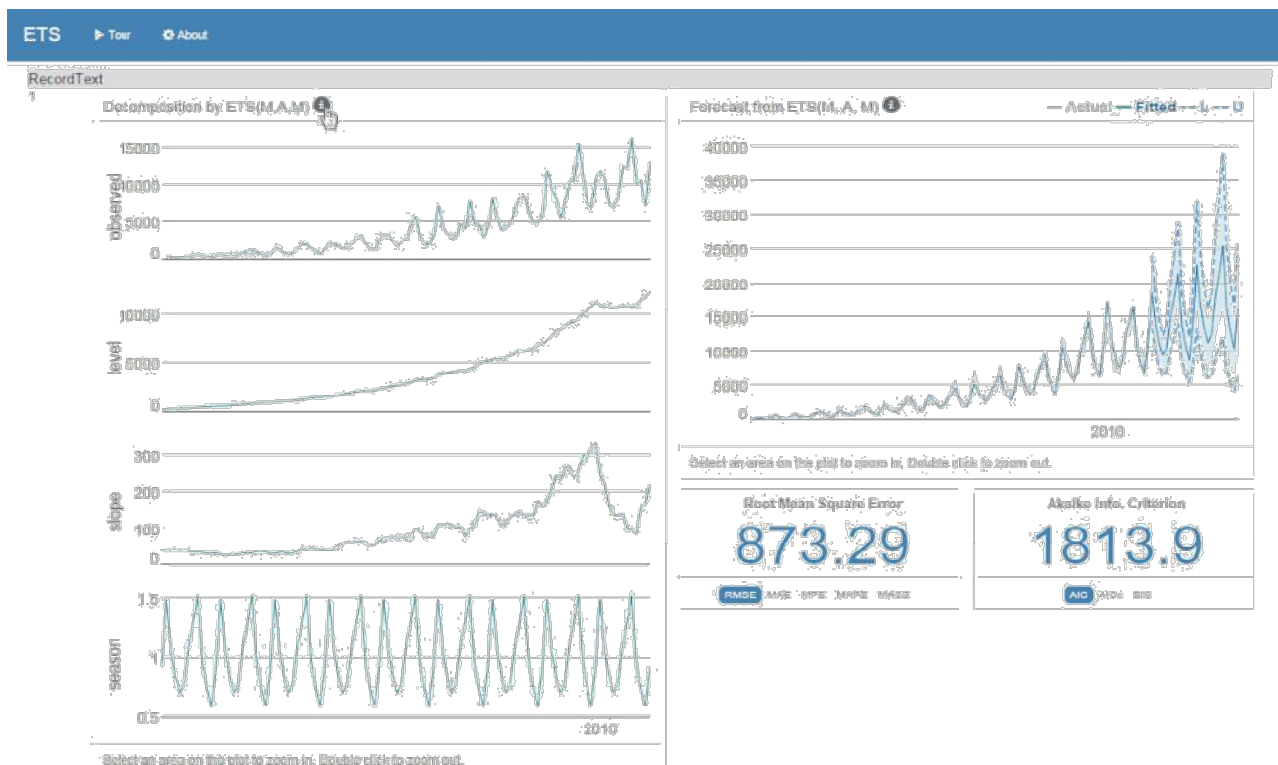 ETS Tour About
RecordText
1
Decomposition by ETS(M,A,M)
15000
10000
5000
0
observed
10000
5000
0
level
300
200
100
0
slope
1.5
1
0.5
season
2010
Select an area on the plot to zoom in. Double click to zoom out.
Forecast from ETS(M, A, M)
Actual Fitted L U
40000
35000
30000
25000
20000
15000
10000
5000
0
2010
Select an area on the plot to zoom in. Double click to zoom out.
Root Mean Square Error
873.29
RMSE MAE MPE MAPE MASE
Akaike Info. Criterion
1813.9
AIC AICc BIC